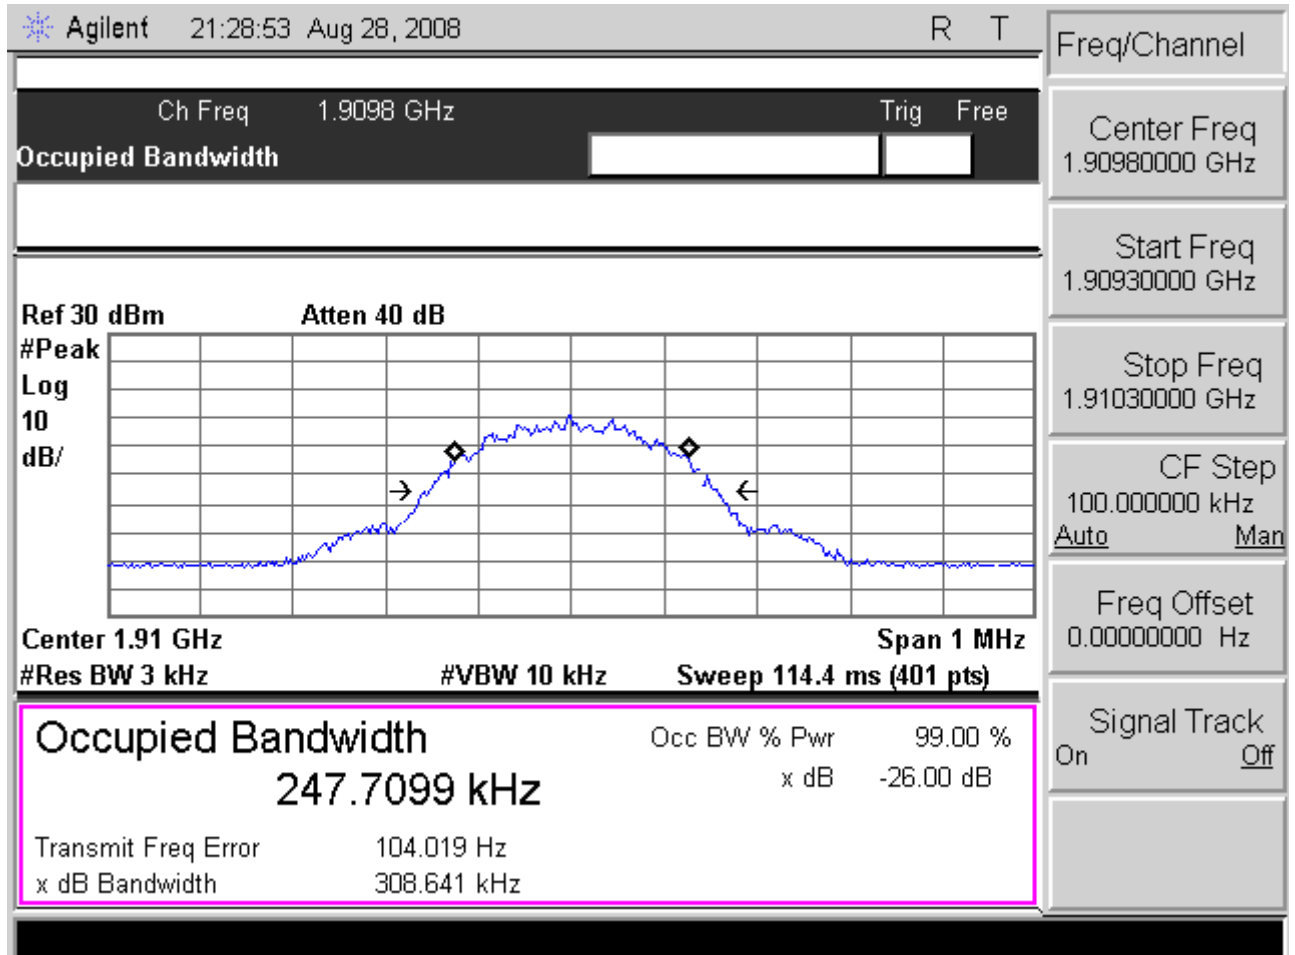 Agilent 21:28:53 Aug 28, 2008 R T
Freq/Channel
Ch Freq 1.9098 GHz Trig Free
Occupied Bandwidth
Center Freq
1.90980000 GHz
Start Freq
1.90930000 GHz
Stop Freq
1.91030000 GHz
CF Step
100.000000 kHz
Auto Man
Freq Offset
0.00000000 Hz
Signal Track
On Off
Ref 30 dBm Atten 40 dB
#Peak
Log
10
dB/
Center 1.91 GHz Span 1 MHz
#Res BW 3 kHz #VBW 10 kHz Sweep 114.4 ms (401 pts)
Occupied Bandwidth Occ BW % Pwr 99.00 %
247.7099 kHz x dB -26.00 dB
Transmit Freq Error 104.019 Hz
x dB Bandwidth 308.641 kHz